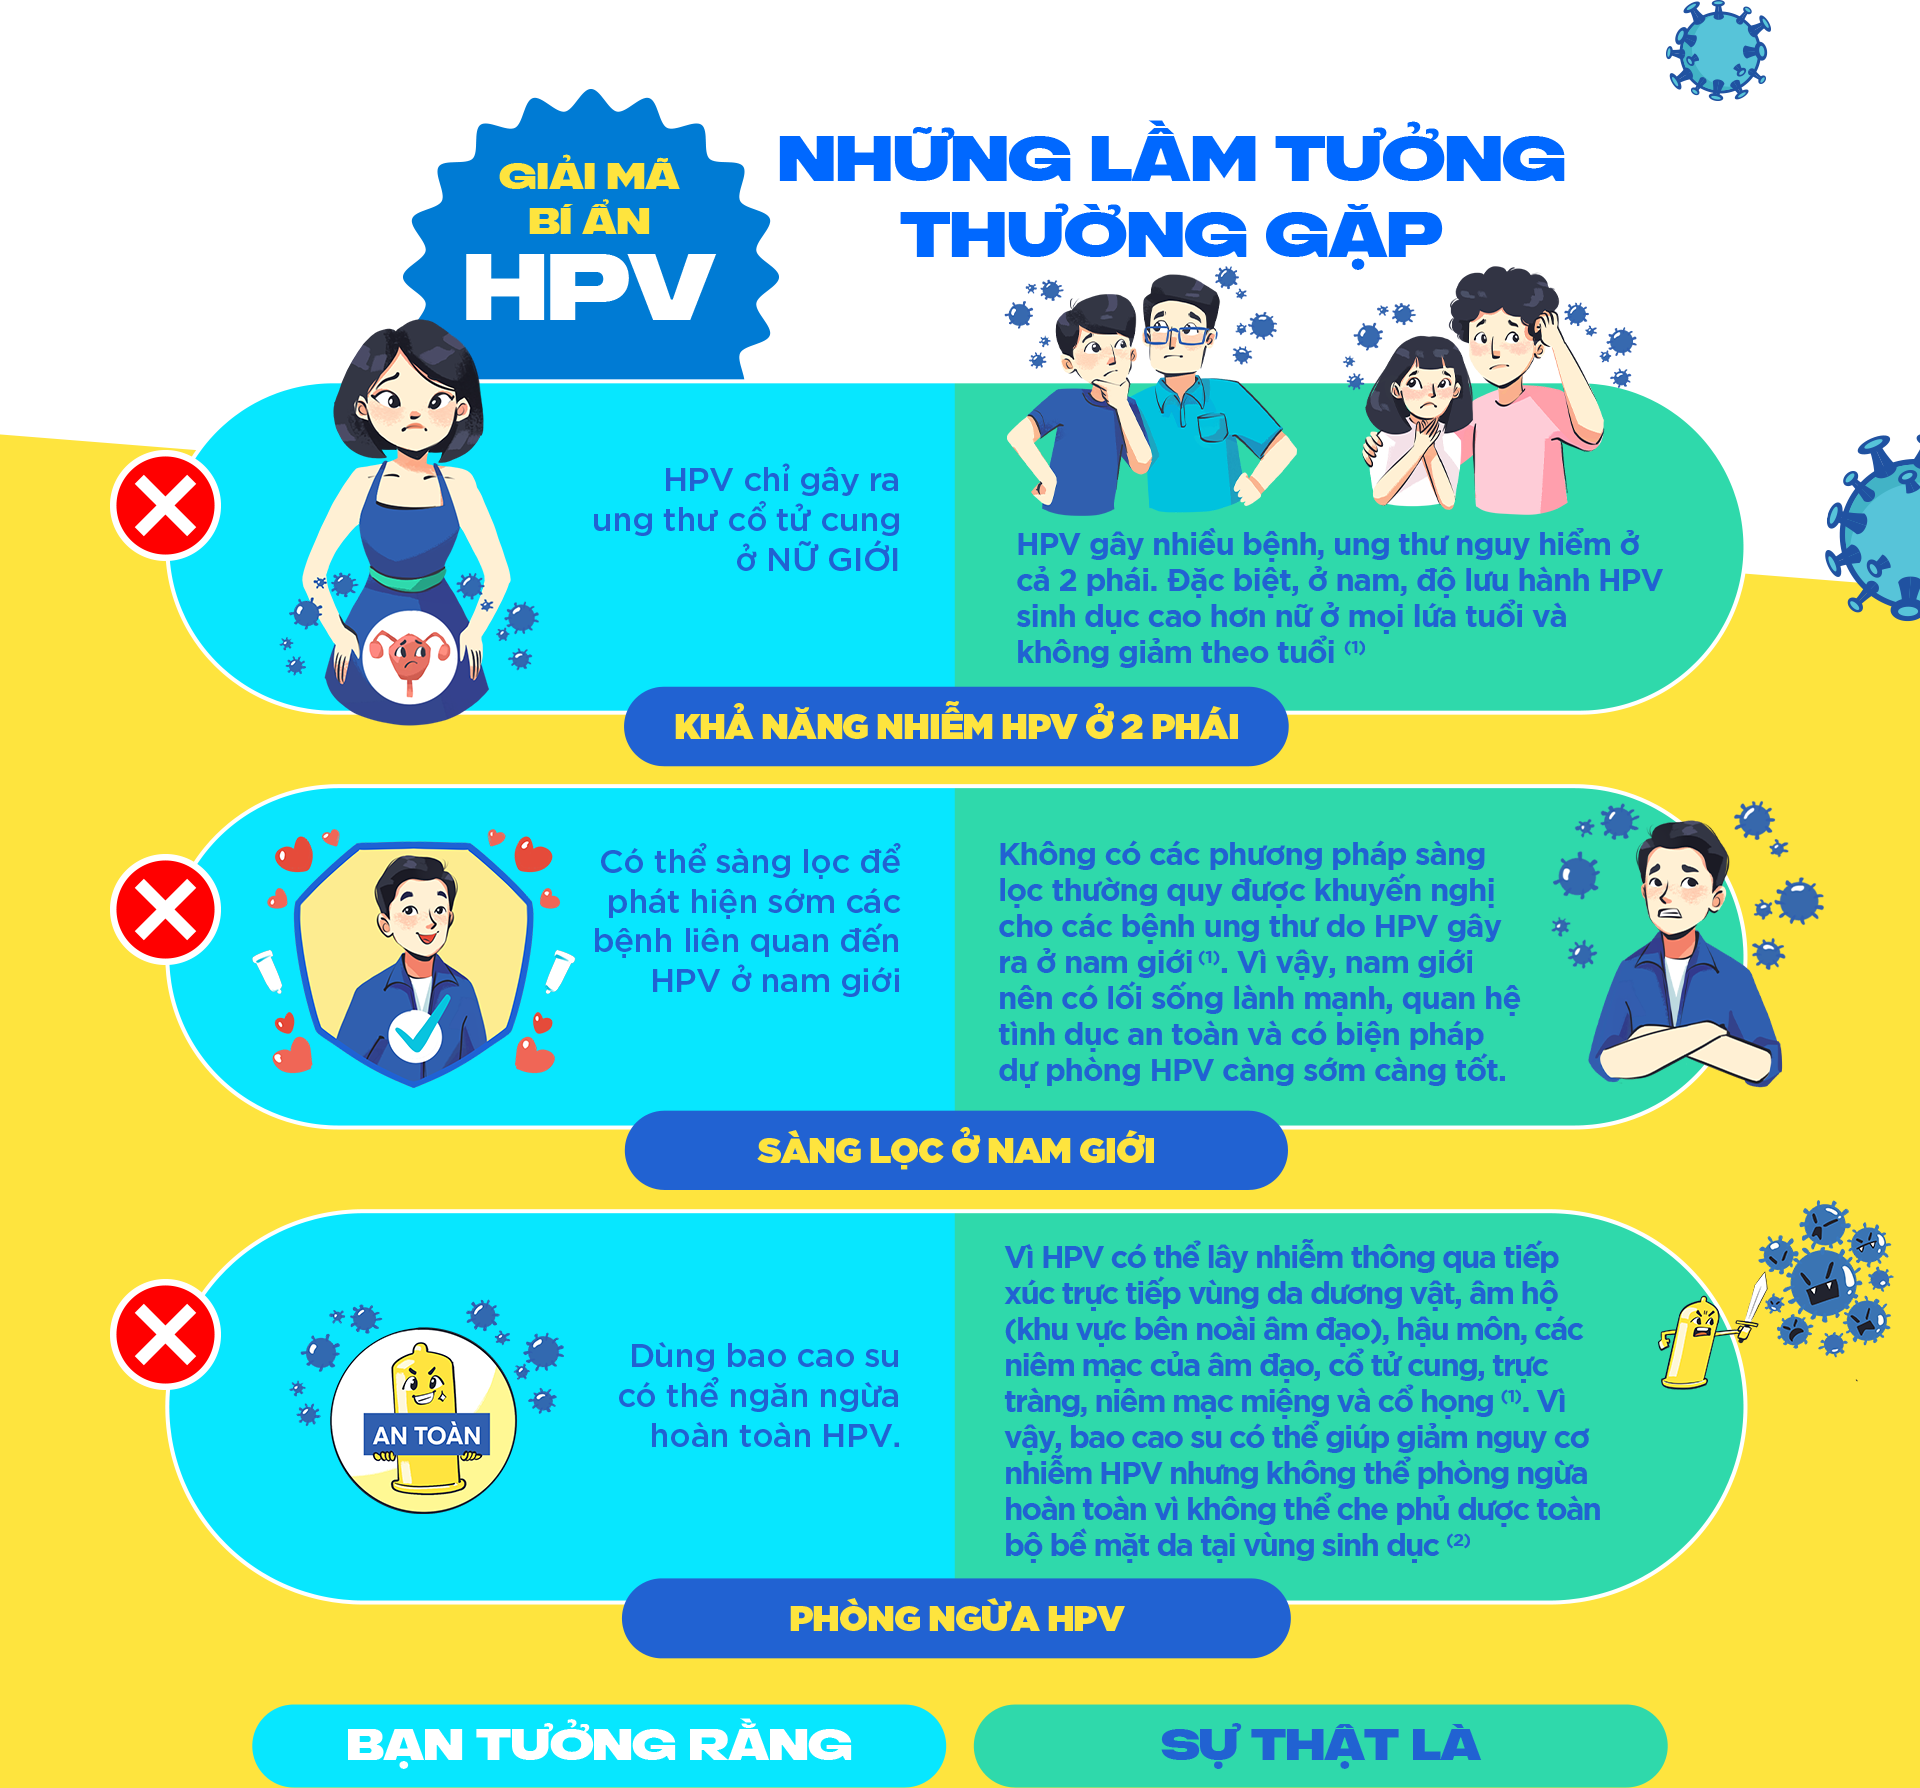 GIẢI MÃ
BÍ ẨN
HPV
NHỮNG LẦM TƯỞNG
THƯỜNG GẶP
HPV chỉ gây ra
ung thư cổ tử cung
ở NỮ GIỚI
HPV gây nhiều bệnh, ung thư nguy hiểm ở
cả 2 phái. Đặc biệt, ở nam, độ lưu hành HPV
sinh dục cao hơn nữ ở mọi lứa tuổi và
không giảm theo tuổi (1)
KHẢ NĂNG NHIỄM HPV Ở 2 PHÁI
Có thể sàng lọc để
phát hiện sớm các
bệnh liên quan đến
HPV ở nam giới
Không có các phương pháp sàng
lọc thường quy được khuyến nghị
cho các bệnh ung thư do HPV gây
ra ở nam giới (1). Vì vậy, nam giới
nên có lối sống lành mạnh, quan hệ
tình dục an toàn và có biện pháp
dự phòng HPV càng sớm càng tốt.
SÀNG LỌC Ở NAM GIỚI
AN TOÀN
Dùng bao cao su
có thể ngăn ngừa
hoàn toàn HPV.
Vì HPV có thể lây nhiễm thông qua tiếp
xúc trực tiếp vùng da dương vật, âm hộ
(khu vực bên noài âm đạo), hậu môn, các
niêm mạc của âm đạo, cổ tử cung, trực
tràng, niêm mạc miệng và cổ họng (1). Vì
vậy, bao cao su có thể giúp giảm nguy cơ
nhiễm HPV nhưng không thể phòng ngừa
hoàn toàn vì không thể che phủ dược toàn
bộ bề mặt da tại vùng sinh dục (2)
PHÒNG NGỪA HPV
BẠN TƯỞNG RẰNG
SỰ THẬT LÀ